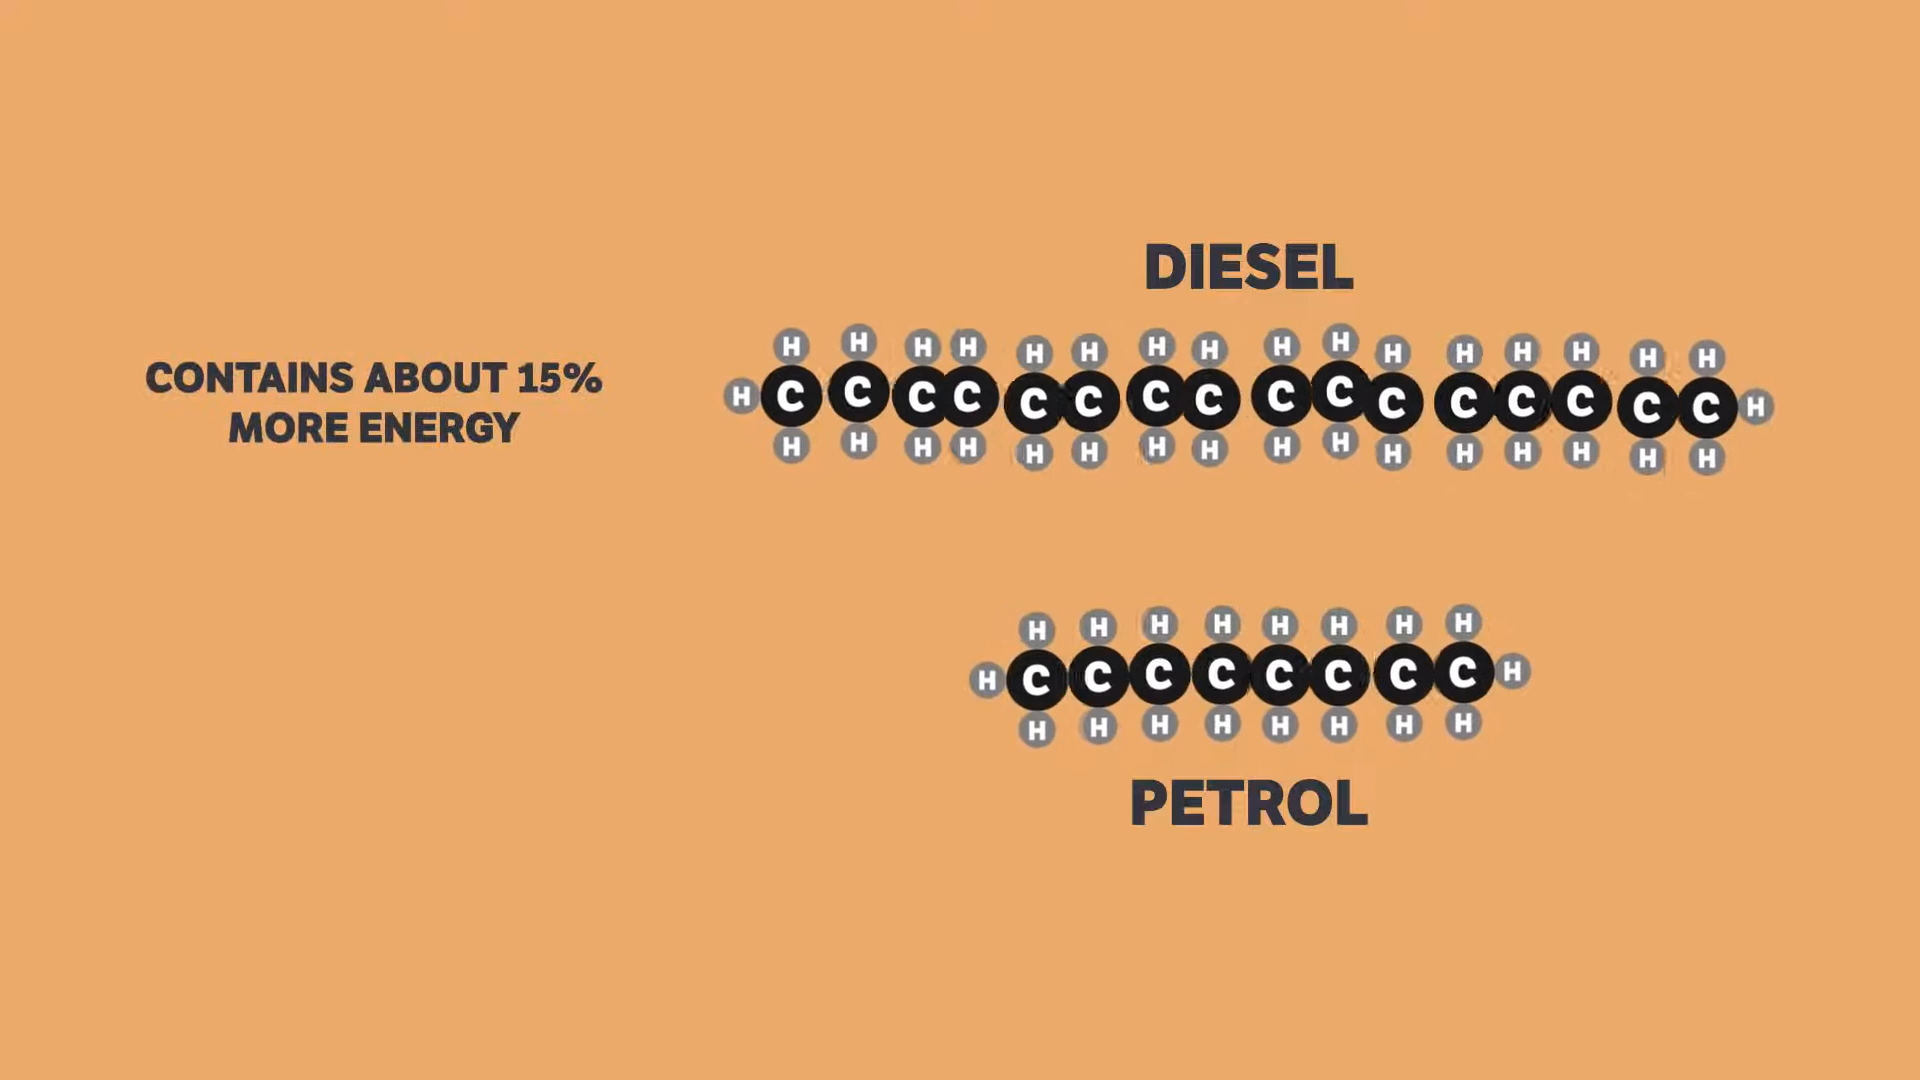 DIESEL
H H H H H H H H H H H H H H H H
CONTAINS ABOUT 15%
MORE ENERGY
H C C C C C C C C C C C C C C C C H
H H H H H H H H H H H H H H H H
H H H H H H H H
H C C C C C C C C H
H H H H H H H H
PETROL